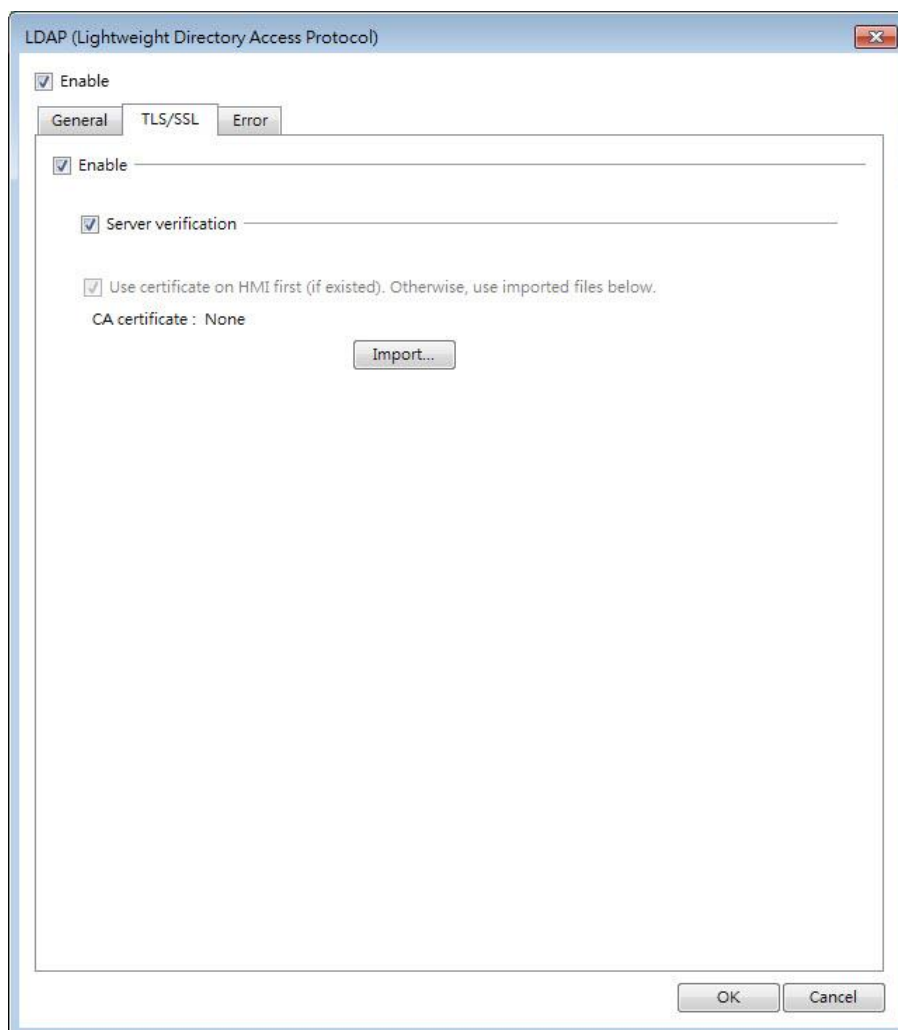 LDAP (Lightweight Directory Access Protocol)
Enable
General TLS/SSL Error
Enable
Server verification
Use certificate on HMI first (if existed). Otherwise, use imported files below.
CA certificate : None
Import...
OK Cancel